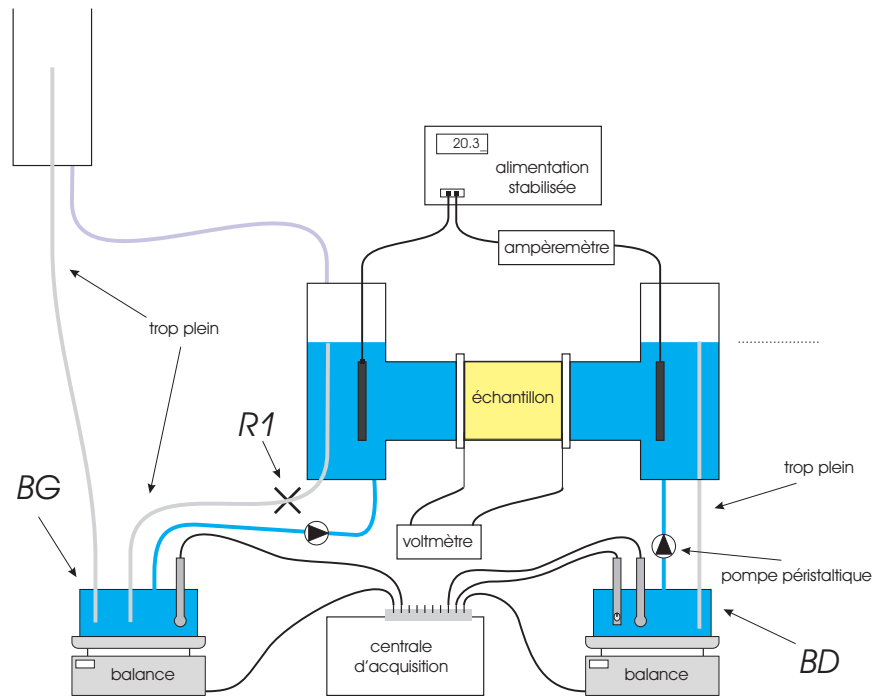 20.3_
alimentation
stabilisée
ampèremètre
trop plein
échantillon
R1
BG
trop plein
voltmètre
pompe péristaltique
centrale
d'acquisition
BD
balance
balance